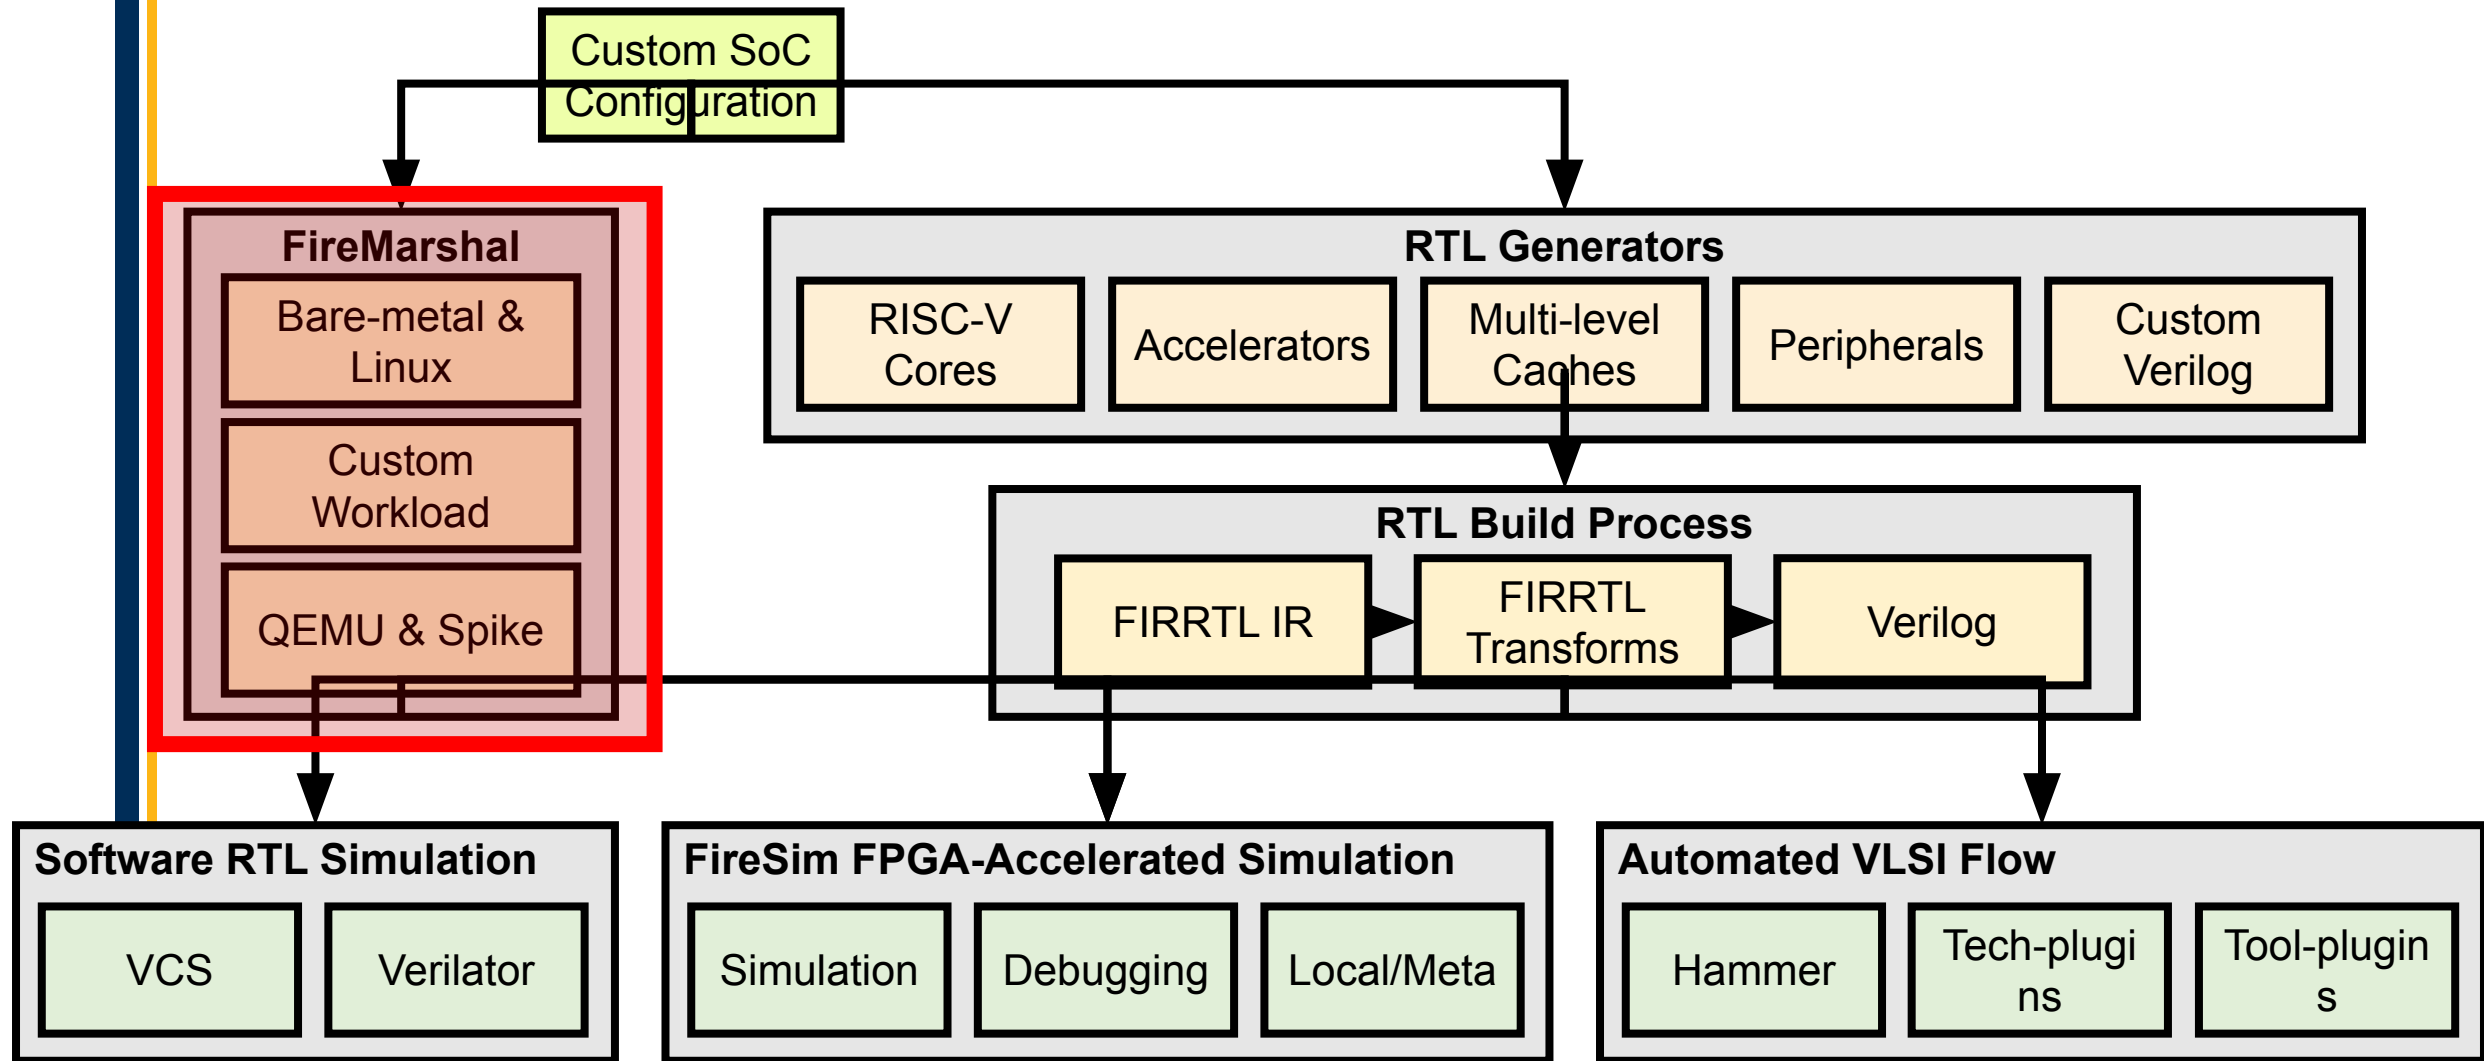 Custom SoC
Configuration
FireMarshal
Bare-metal &
Linux
Custom
Workload
QEMU & Spike
RTL Generators
RISC-V
Cores
Accelerators
Multi-level
Caches
Peripherals
Custom
Verilog
RTL Build Process
FIRRTL IR
FIRRTL
Transforms
Verilog
Software RTL Simulation
VCS
Verilator
FireSim FPGA-Accelerated Simulation
Simulation
Debugging
Local/Meta
Automated VLSI Flow
Hammer
Tech-plugi
ns
Tool-plugin
s